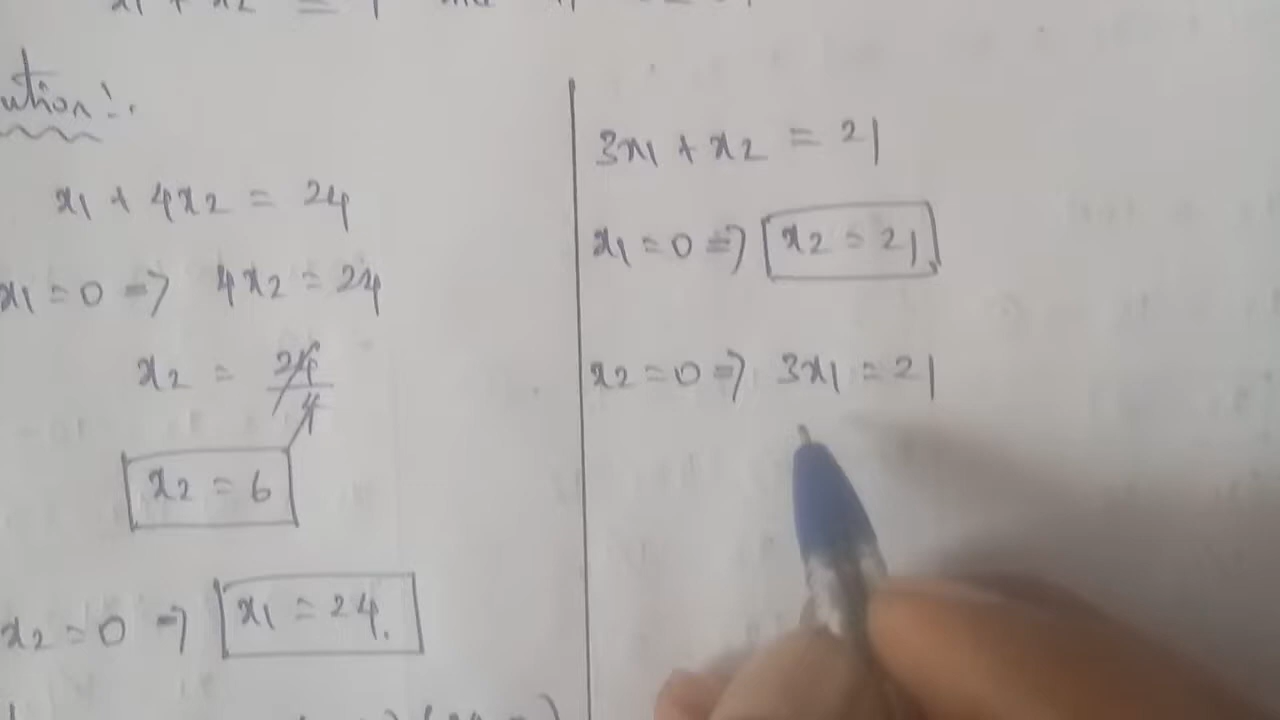 ution:.
x1 + 4x2 = 24
x1 = 0 => 4x2 = 24
x2 = 24/4
x2 = 6
x2 = 0 => x1 = 24.
3x1 + x2 = 21
x1 = 0 => x2 = 21.
x2 = 0 => 3x1 = 21